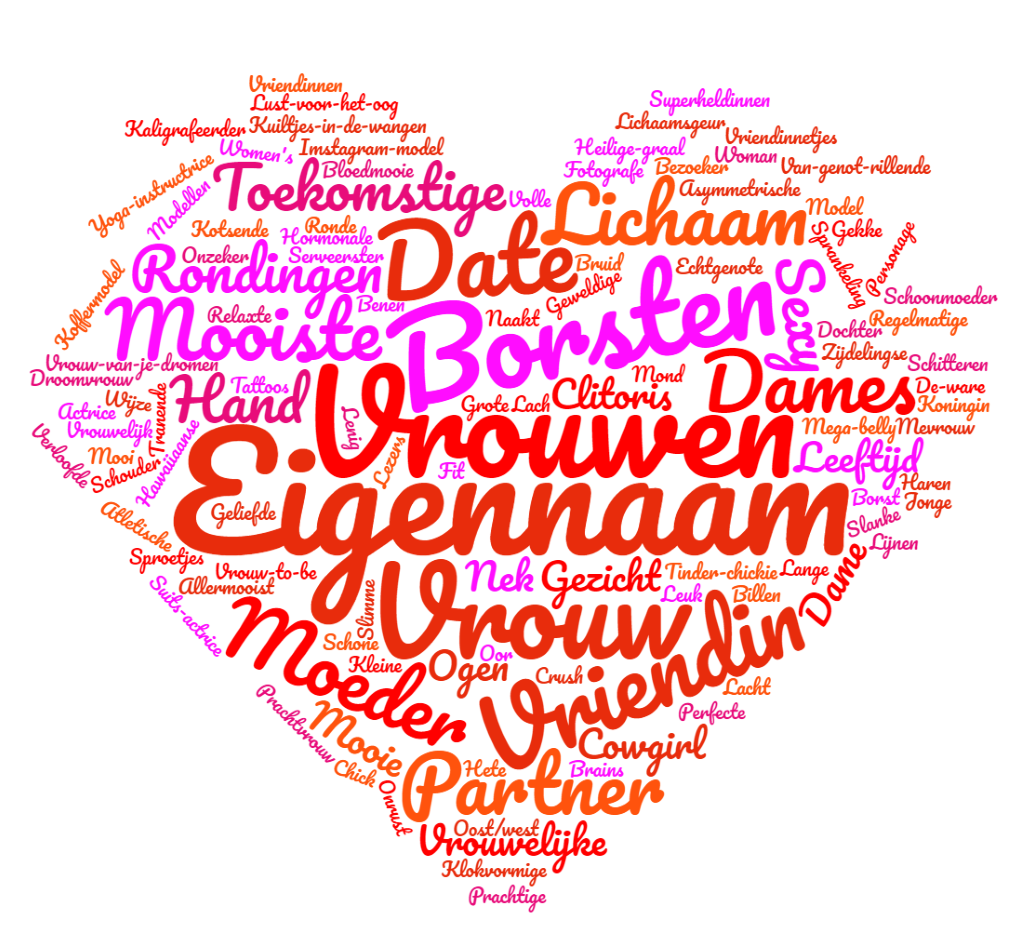 Vriendinnen
Lust-voor-het-oog
Superheldinnen
Kaligrafeerder
Kuiltjes-in-de-wangen
Lichaamsgeur
Vriendinnetjes
Women's
Imstagram-model
Heilige-graal
Woman
Yoga-instructrice
Bloedmooie
Fotografe
Bezoeker
Van-genot-rillende
Modellen
Toekomstige
Volle
Lichaam
Asymmetrische
Model
Kotsende
Ronde
Hormonale
Date
Sprankeling
Gekke
Personage
Onzeker
Serveerster
Rondingen
Bruid
Echtgenote
Sexy
Koffermodel
Benen
Geweldige
Schoonmoeder
Mooiste
Relaxte
Borsten
Naakt
Dochter
Regelmatige
Vrouw-van-je-dromen
Zijdelingse
Schitteren
Droomvrouw
Hand
Tattoos
Clitoris
Mond
Dames
De-ware
Koningin
Actrice
Wijze
Tranende
Lenig
Grote
Lach
Vrouwen
Mega-belly
Mevrouw
Vrouwelijk
Verloofde
Mooi
Schouder
Hawaiiaanse
Lezers
Fit
Leeftijd
Haren
Eigennaam
Geliefde
Borst
Jonge
Atletische
Slanke
Lijnen
Sproetjes
Vrouw-to-be
Nek
Gezicht
Tinder-chickie
Lange
Dame
Suits-actrice
Allermooist
Slimme
Vrouw
Leuk
Billen
Moeder
Schone
Kleine
Oor
Ogen
Crush
Vriendin
Lacht
Prachtvrouw
Perfecte
Mooie
Cowgirl
Chick
Hete
Brains
Partner
Onrust
Oost/west
Vrouwelijke
Klokvormige
Prachtige